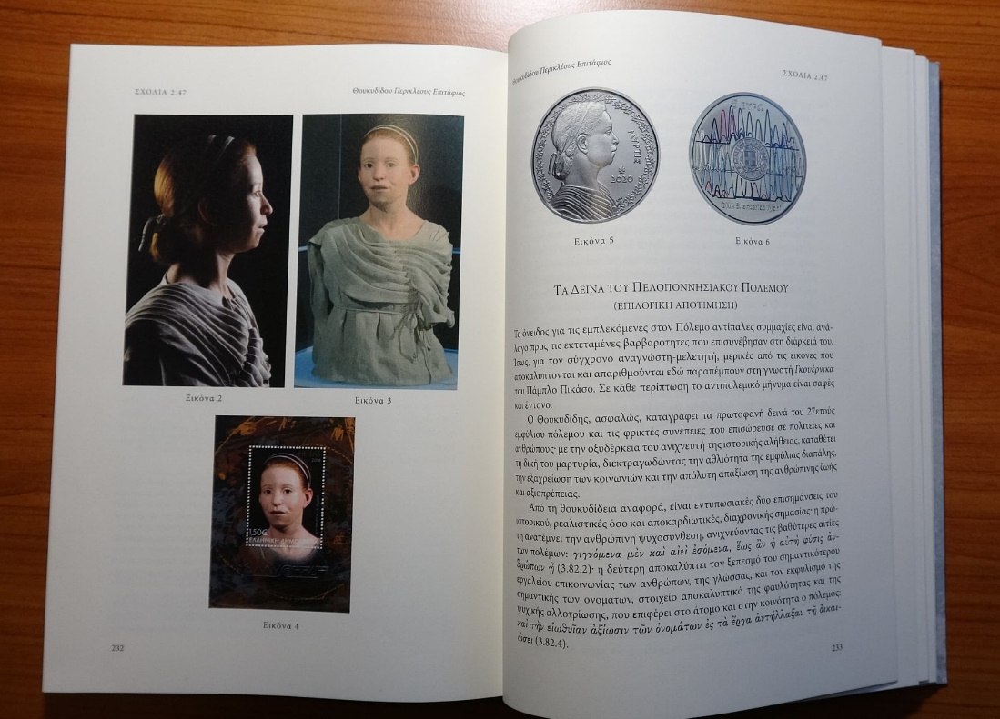 ΣΧΟΛΙΑ 2.47
Θουκυδίδου Περικλέους Επιτάφιος
Εικόνα 2
Εικόνα 3
1,50€
ΕΛΛΗΝΙΚΗ ΔΗΜΟΚΡΑΤΙΑ
Εικόνα 4
232
Θουκυδίδου Περικλέους Επιτάφιος
ΣΧΟΛΙΑ 2.47
ΜΥΡΤΙΣ
2020
ΕΥΡΩ
Εικόνα 5
Εικόνα 6
ΤΑ ΔΕΙΝΑ ΤΟΥ ΠΕΛΟΠΟΝΝΗΣΙΑΚΟΥ ΠΟΛΕΜΟΥ
(ΕΠΙΛΟΓΙΚΗ ΑΠΟΤΙΜΗΣΗ)
Το όνειδος για τις εμπλεκόμενες στον Πόλεμο αντίπαλες συμμαχίες είναι ανά-
λογο προς τις εκτεταμένες βαρβαρότητες που επισυνέβησαν στη διάρκειά του.
Ίσως, για τον σύγχρονο αναγνώστη-μελετητή, μερικές από τις εικόνες που
αποκαλύπτονται και απαριθμούνται εδώ παραπέμπουν στη γνωστή Γκουέρνικα
του Πάμπλο Πικάσο. Σε κάθε περίπτωση το αντιπολεμικό μήνυμα είναι σαφές
και έντονο.
Ο Θουκυδίδης, ασφαλώς, καταγράφει τα πρωτοφανή δεινά του 27ετούς
εμφύλιου πόλεμου και τις φρικτές συνέπειες που επισώρευσε σε πολιτείες και
ανθρώπους· με την οξυδέρκεια του ανιχνευτή της ιστορικής αλήθειας, καταθέτει
τη δική του μαρτυρία, διεκτραγωδώντας την αθλιότητα της εμφύλιας διαπάλης,
την εξαχρείωση των κοινωνιών και την απόλυτη απαξίωση της ανθρώπινης ζωής
και αξιοπρέπειας.
Από τη θουκυδίδεια αναφορά, είναι εντυπωσιακές δύο επισημάνσεις του
ιστορικού, ρεαλιστικές όσο και αποκαρδιωτικές, διαχρονικής σημασίας· η πρώ-
τη ανατέμνει την ανθρώπινη ψυχοσύνθεση, ανιχνεύοντας τις βαθύτερες αιτίες
των πολέμων: γιγνόμενα μὲν καὶ αἰεὶ ἐσόμενα, ἕως ἂν ἡ αὐτὴ φύσις ἀν-
θρώπων ᾖ (3.82.2)· η δεύτερη αποκαλύπτει τον ξεπεσμό του σημαντικότερου
εργαλείου επικοινωνίας των ανθρώπων, της γλώσσας, και τον εκφυλισμό της
σημαντικής των ονομάτων, στοιχείο αποκαλυπτικό της φαυλότητας και της
ψυχικής αλλοτρίωσης, που επιφέρει στο άτομο και στην κοινότητα ο πόλεμος:
καὶ τὴν εἰωθυῖαν ἀξίωσιν τῶν ὀνομάτων ἐς τὰ ἔργα ἀντήλλαξαν τῇ δικαι-
ώσει (3.82.4).
233